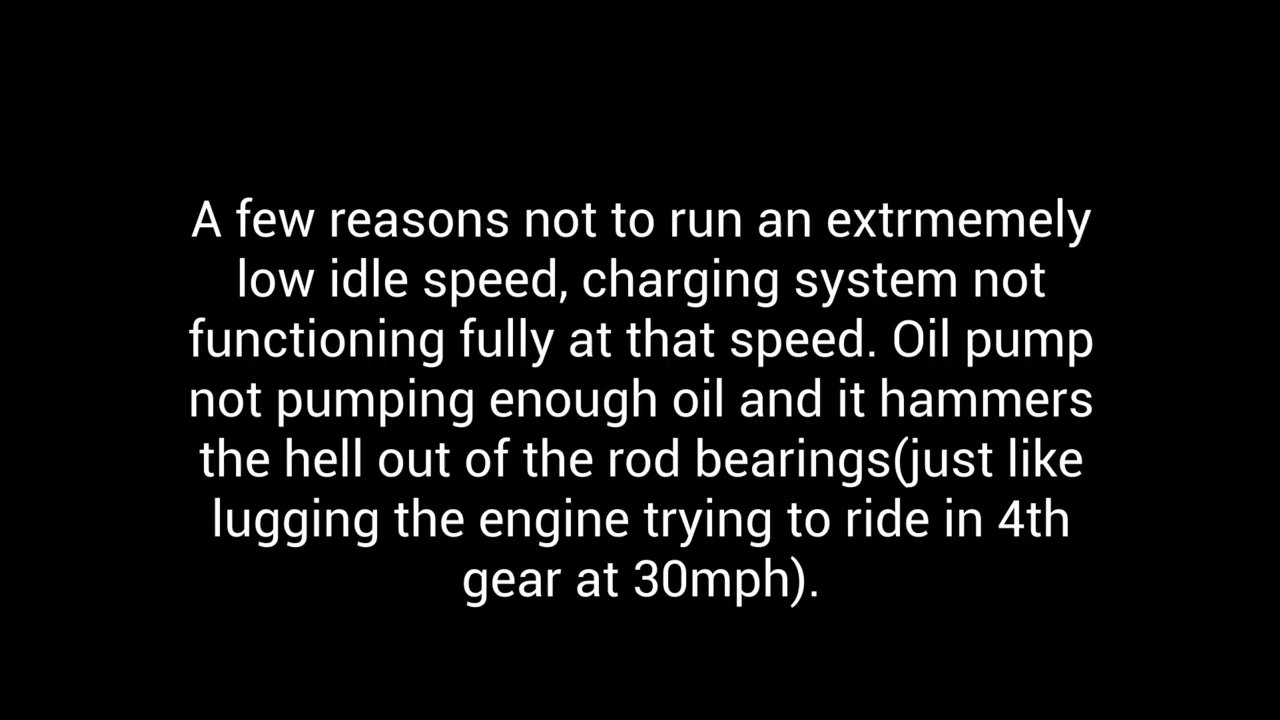 A few reasons not to run an extrmemely
low idle speed, charging system not
functioning fully at that speed. Oil pump
not pumping enough oil and it hammers
the hell out of the rod bearings(just like
lugging the engine trying to ride in 4th
gear at 30mph).